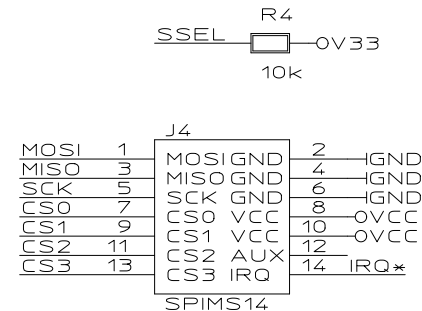 R4
SSEL V33
10k
J4
MOSI 1 MOSI GND 2 GND
MISO 3 MISO GND 4 GND
SCK 5 SCK GND 6 GND
CS0 7 CS0 VCC 8 VCC
CS1 9 CS1 VCC 10 VCC
CS2 11 CS2 AUX 12
CS3 13 CS3 IRQ 14 IRQ*
SPIMS14